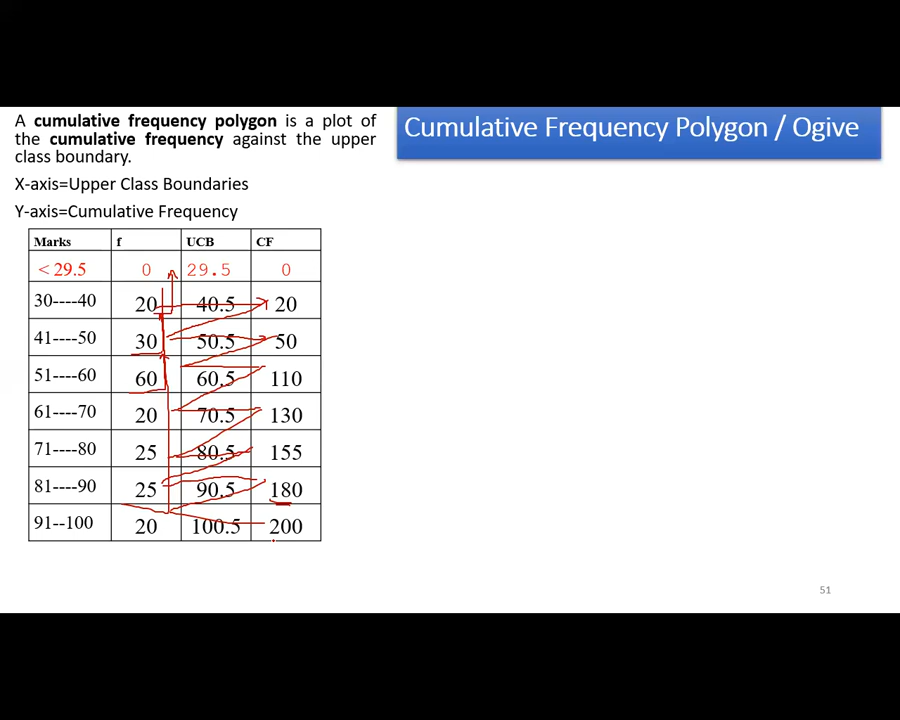 A cumulative frequency polygon is a plot of
the cumulative frequency against the upper
class boundary.
X-axis=Upper Class Boundaries
Y-axis=Cumulative Frequency
Cumulative Frequency Polygon / Ogive
Marks f UCB CF
< 29.5 0 29.5 0
30----40 20 40.5 20
41----50 30 50.5 50
51----60 60 60.5 110
61----70 20 70.5 130
71----80 25 80.5 155
81----90 25 90.5 180
91--100 20 100.5 200
51